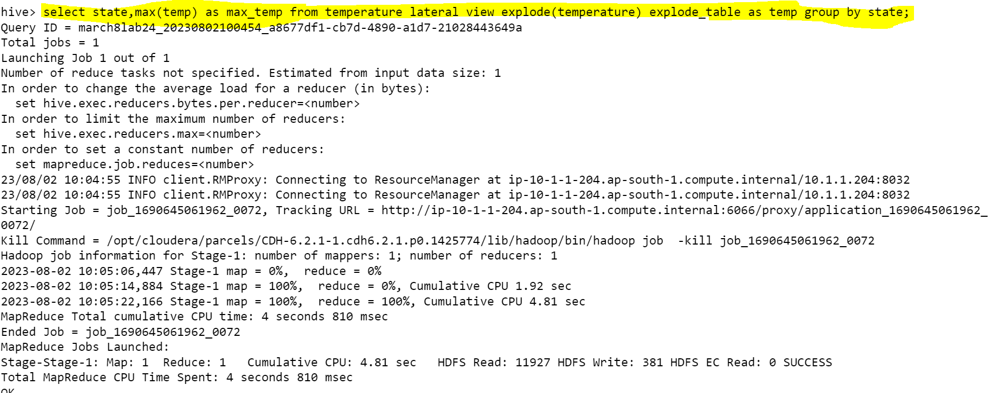 hive> select state,max(temp) as max_temp from temperature lateral view explode(temperature) explode_table as temp group by state;
Query ID = march8lab24_20230802100454_a8677df1-cb7d-4890-a1d7-21028443649a
Total jobs = 1
Launching Job 1 out of 1
Number of reduce tasks not specified. Estimated from input data size: 1
In order to change the average load for a reducer (in bytes):
  set hive.exec.reducers.bytes.per.reducer=<number>
In order to limit the maximum number of reducers:
  set hive.exec.reducers.max=<number>
In order to set a constant number of reducers:
  set mapreduce.job.reduces=<number>
23/08/02 10:04:55 INFO client.RMProxy: Connecting to ResourceManager at ip-10-1-1-204.ap-south-1.compute.internal/10.1.1.204:8032
23/08/02 10:04:55 INFO client.RMProxy: Connecting to ResourceManager at ip-10-1-1-204.ap-south-1.compute.internal/10.1.1.204:8032
Starting Job = job_1690645061962_0072, Tracking URL = http://ip-10-1-1-204.ap-south-1.compute.internal:6066/proxy/application_1690645061962_
0072/
Kill Command = /opt/cloudera/parcels/CDH-6.2.1-1.cdh6.2.1.p0.1425774/lib/hadoop/bin/hadoop job  -kill job_1690645061962_0072
Hadoop job information for Stage-1: number of mappers: 1; number of reducers: 1
2023-08-02 10:05:06,447 Stage-1 map = 0%,  reduce = 0%
2023-08-02 10:05:14,884 Stage-1 map = 100%,  reduce = 0%, Cumulative CPU 1.92 sec
2023-08-02 10:05:22,166 Stage-1 map = 100%,  reduce = 100%, Cumulative CPU 4.81 sec
MapReduce Total cumulative CPU time: 4 seconds 810 msec
Ended Job = job_1690645061962_0072
MapReduce Jobs Launched:
Stage-Stage-1: Map: 1  Reduce: 1   Cumulative CPU: 4.81 sec   HDFS Read: 11927 HDFS Write: 381 HDFS EC Read: 0 SUCCESS
Total MapReduce CPU Time Spent: 4 seconds 810 msec
OK